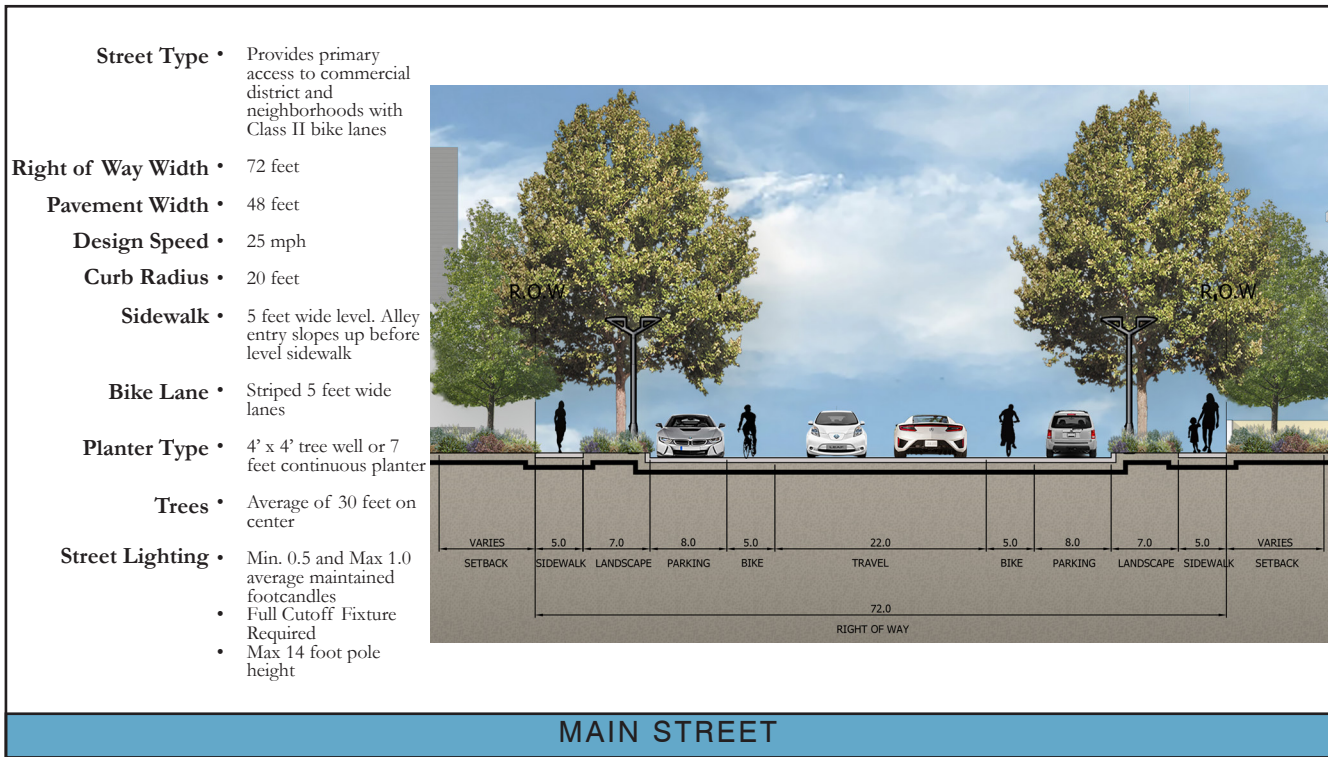 Street Type • Provides primary
access to commercial
district and
neighborhoods with
Class II bike lanes
Right of Way Width • 72 feet
Pavement Width • 48 feet
Design Speed • 25 mph
Curb Radius • 20 feet
Sidewalk • 5 feet wide level. Alley
entry slopes up before
level sidewalk
Bike Lane • Striped 5 feet wide
lanes
Planter Type • 4’ x 4’ tree well or 7
feet continuous planter
Trees • Average of 30 feet on
center
Street Lighting • Min. 0.5 and Max 1.0
average maintained
footcandles
• Full Cutoff Fixture
Required
• Max 14 foot pole
height
R.O.W R.O.W
VARIES 5.0 7.0 8.0 5.0 22.0 5.0 8.0 7.0 5.0 VARIES
SETBACK SIDEWALK LANDSCAPE PARKING BIKE TRAVEL BIKE PARKING LANDSCAPE SIDEWALK SETBACK
72.0
RIGHT OF WAY
MAIN STREET